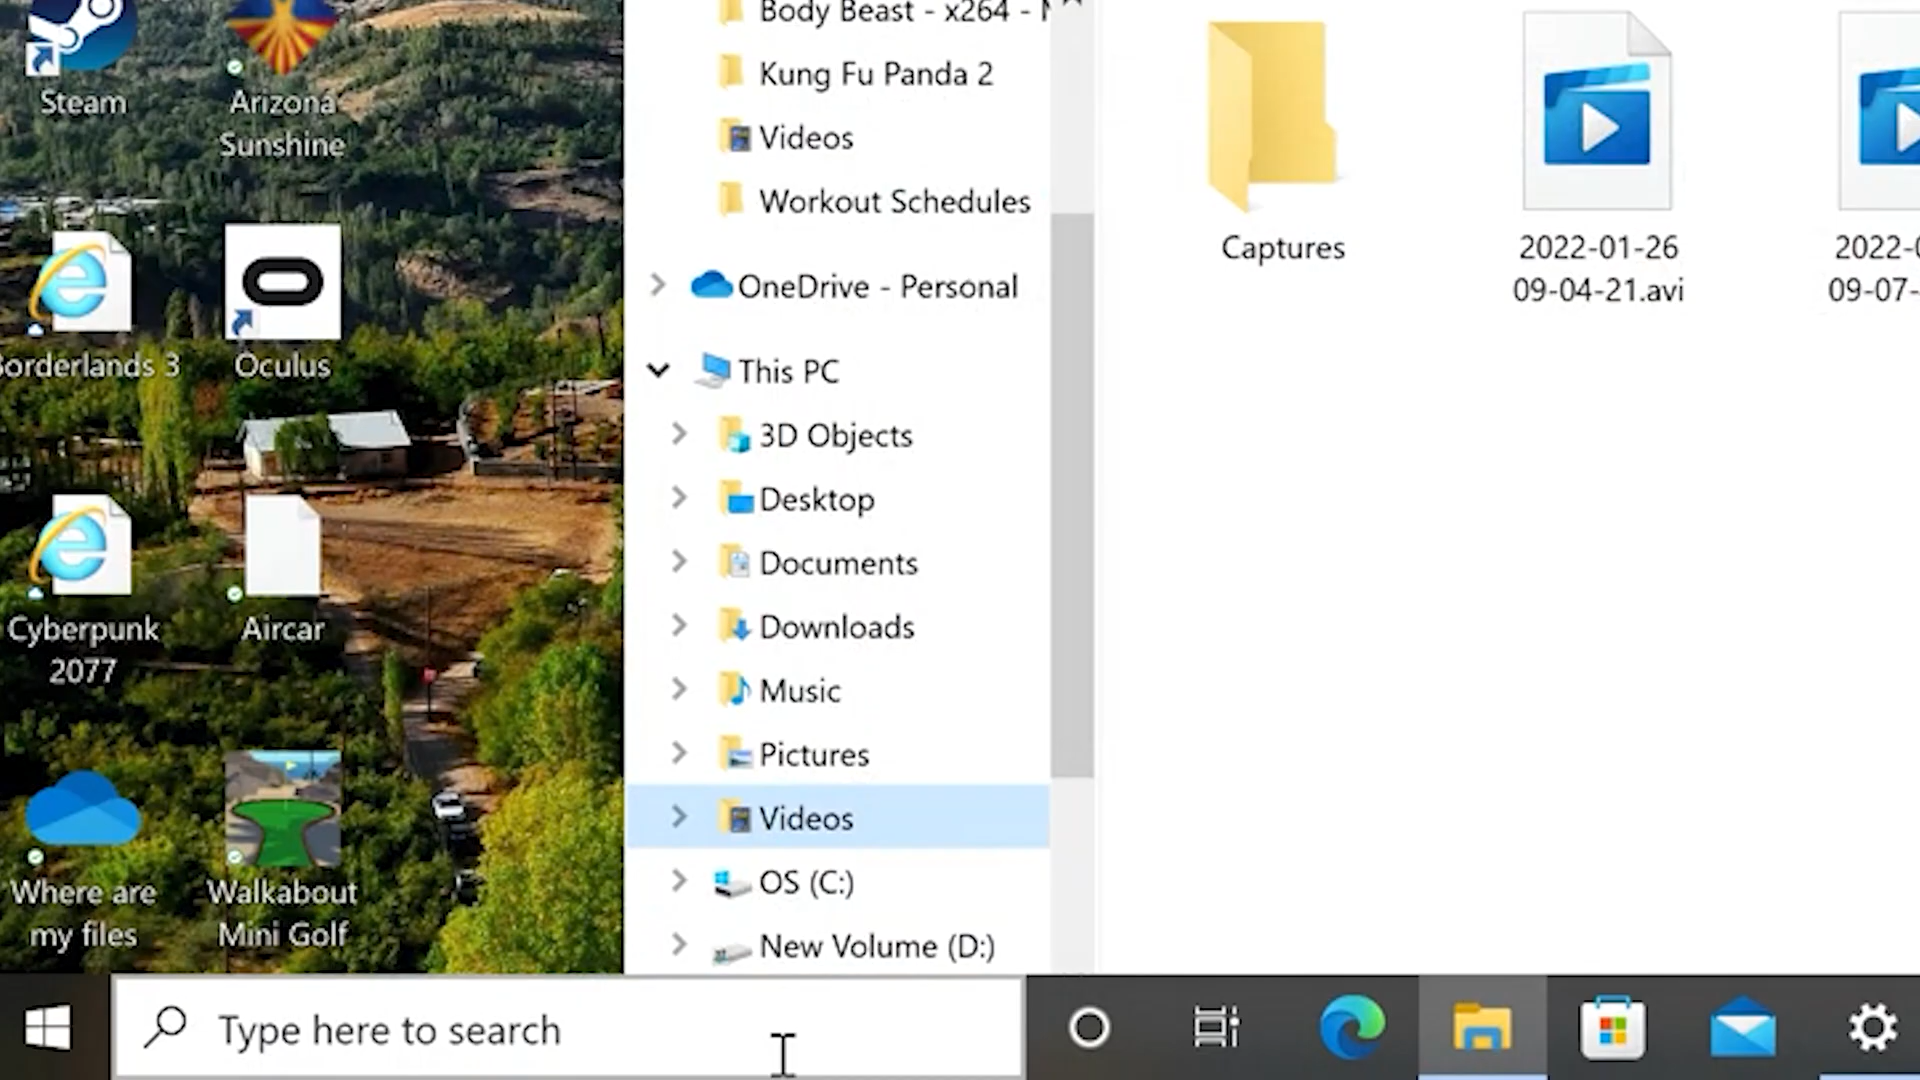 Steam
Arizona
Sunshine
Borderlands 3
Oculus
Cyberpunk
2077
Aircar
Where are
my files
Walkabout
Mini Golf
Body Beast - x264 -
Kung Fu Panda 2
Videos
Workout Schedules
OneDrive - Personal
This PC
3D Objects
Desktop
Documents
Downloads
Music
Pictures
Videos
OS (C:)
New Volume (D:)
Captures
2022-01-26
09-04-21.avi
2022-0
09-07-
Type here to search